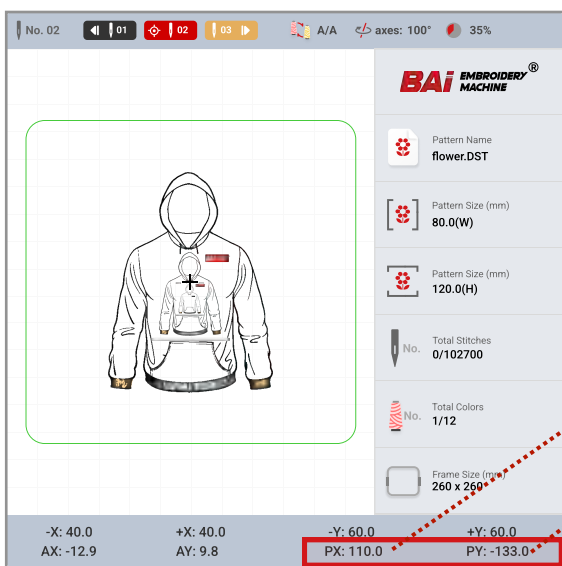 No. 02
01
02
03
A/A
axes: 100°
35%
BAi EMBROIDERY MACHINE ®
Pattern Name
flower.DST
Pattern Size (mm)
80.0(W)
Pattern Size (mm)
120.0(H)
Total Stitches
No.
0/102700
Total Colors
No.
1/12
Frame Size (mm)
260 x 260
-X: 40.0
+X: 40.0
-Y: 60.0
+Y: 60.0
AX: -12.9
AY: 9.8
PX: 110.0
PY: -133.0